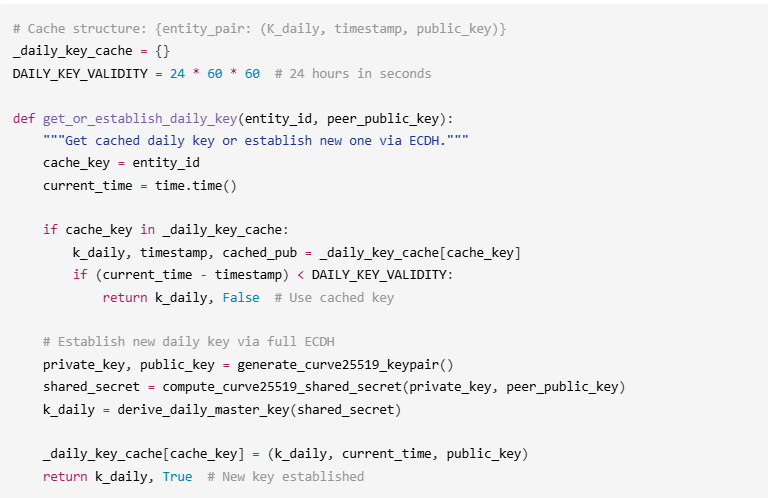 # Cache structure: {entity_pair: (K_daily, timestamp, public_key)}
_daily_key_cache = {}
DAILY_KEY_VALIDITY = 24 * 60 * 60  # 24 hours in seconds

def get_or_establish_daily_key(entity_id, peer_public_key):
    """Get cached daily key or establish new one via ECDH."""
    cache_key = entity_id
    current_time = time.time()

    if cache_key in _daily_key_cache:
        k_daily, timestamp, cached_pub = _daily_key_cache[cache_key]
        if (current_time - timestamp) < DAILY_KEY_VALIDITY:
            return k_daily, False  # Use cached key

    # Establish new daily key via full ECDH
    private_key, public_key = generate_curve25519_keypair()
    shared_secret = compute_curve25519_shared_secret(private_key, peer_public_key)
    k_daily = derive_daily_master_key(shared_secret)

    _daily_key_cache[cache_key] = (k_daily, current_time, public_key)
    return k_daily, True  # New key established